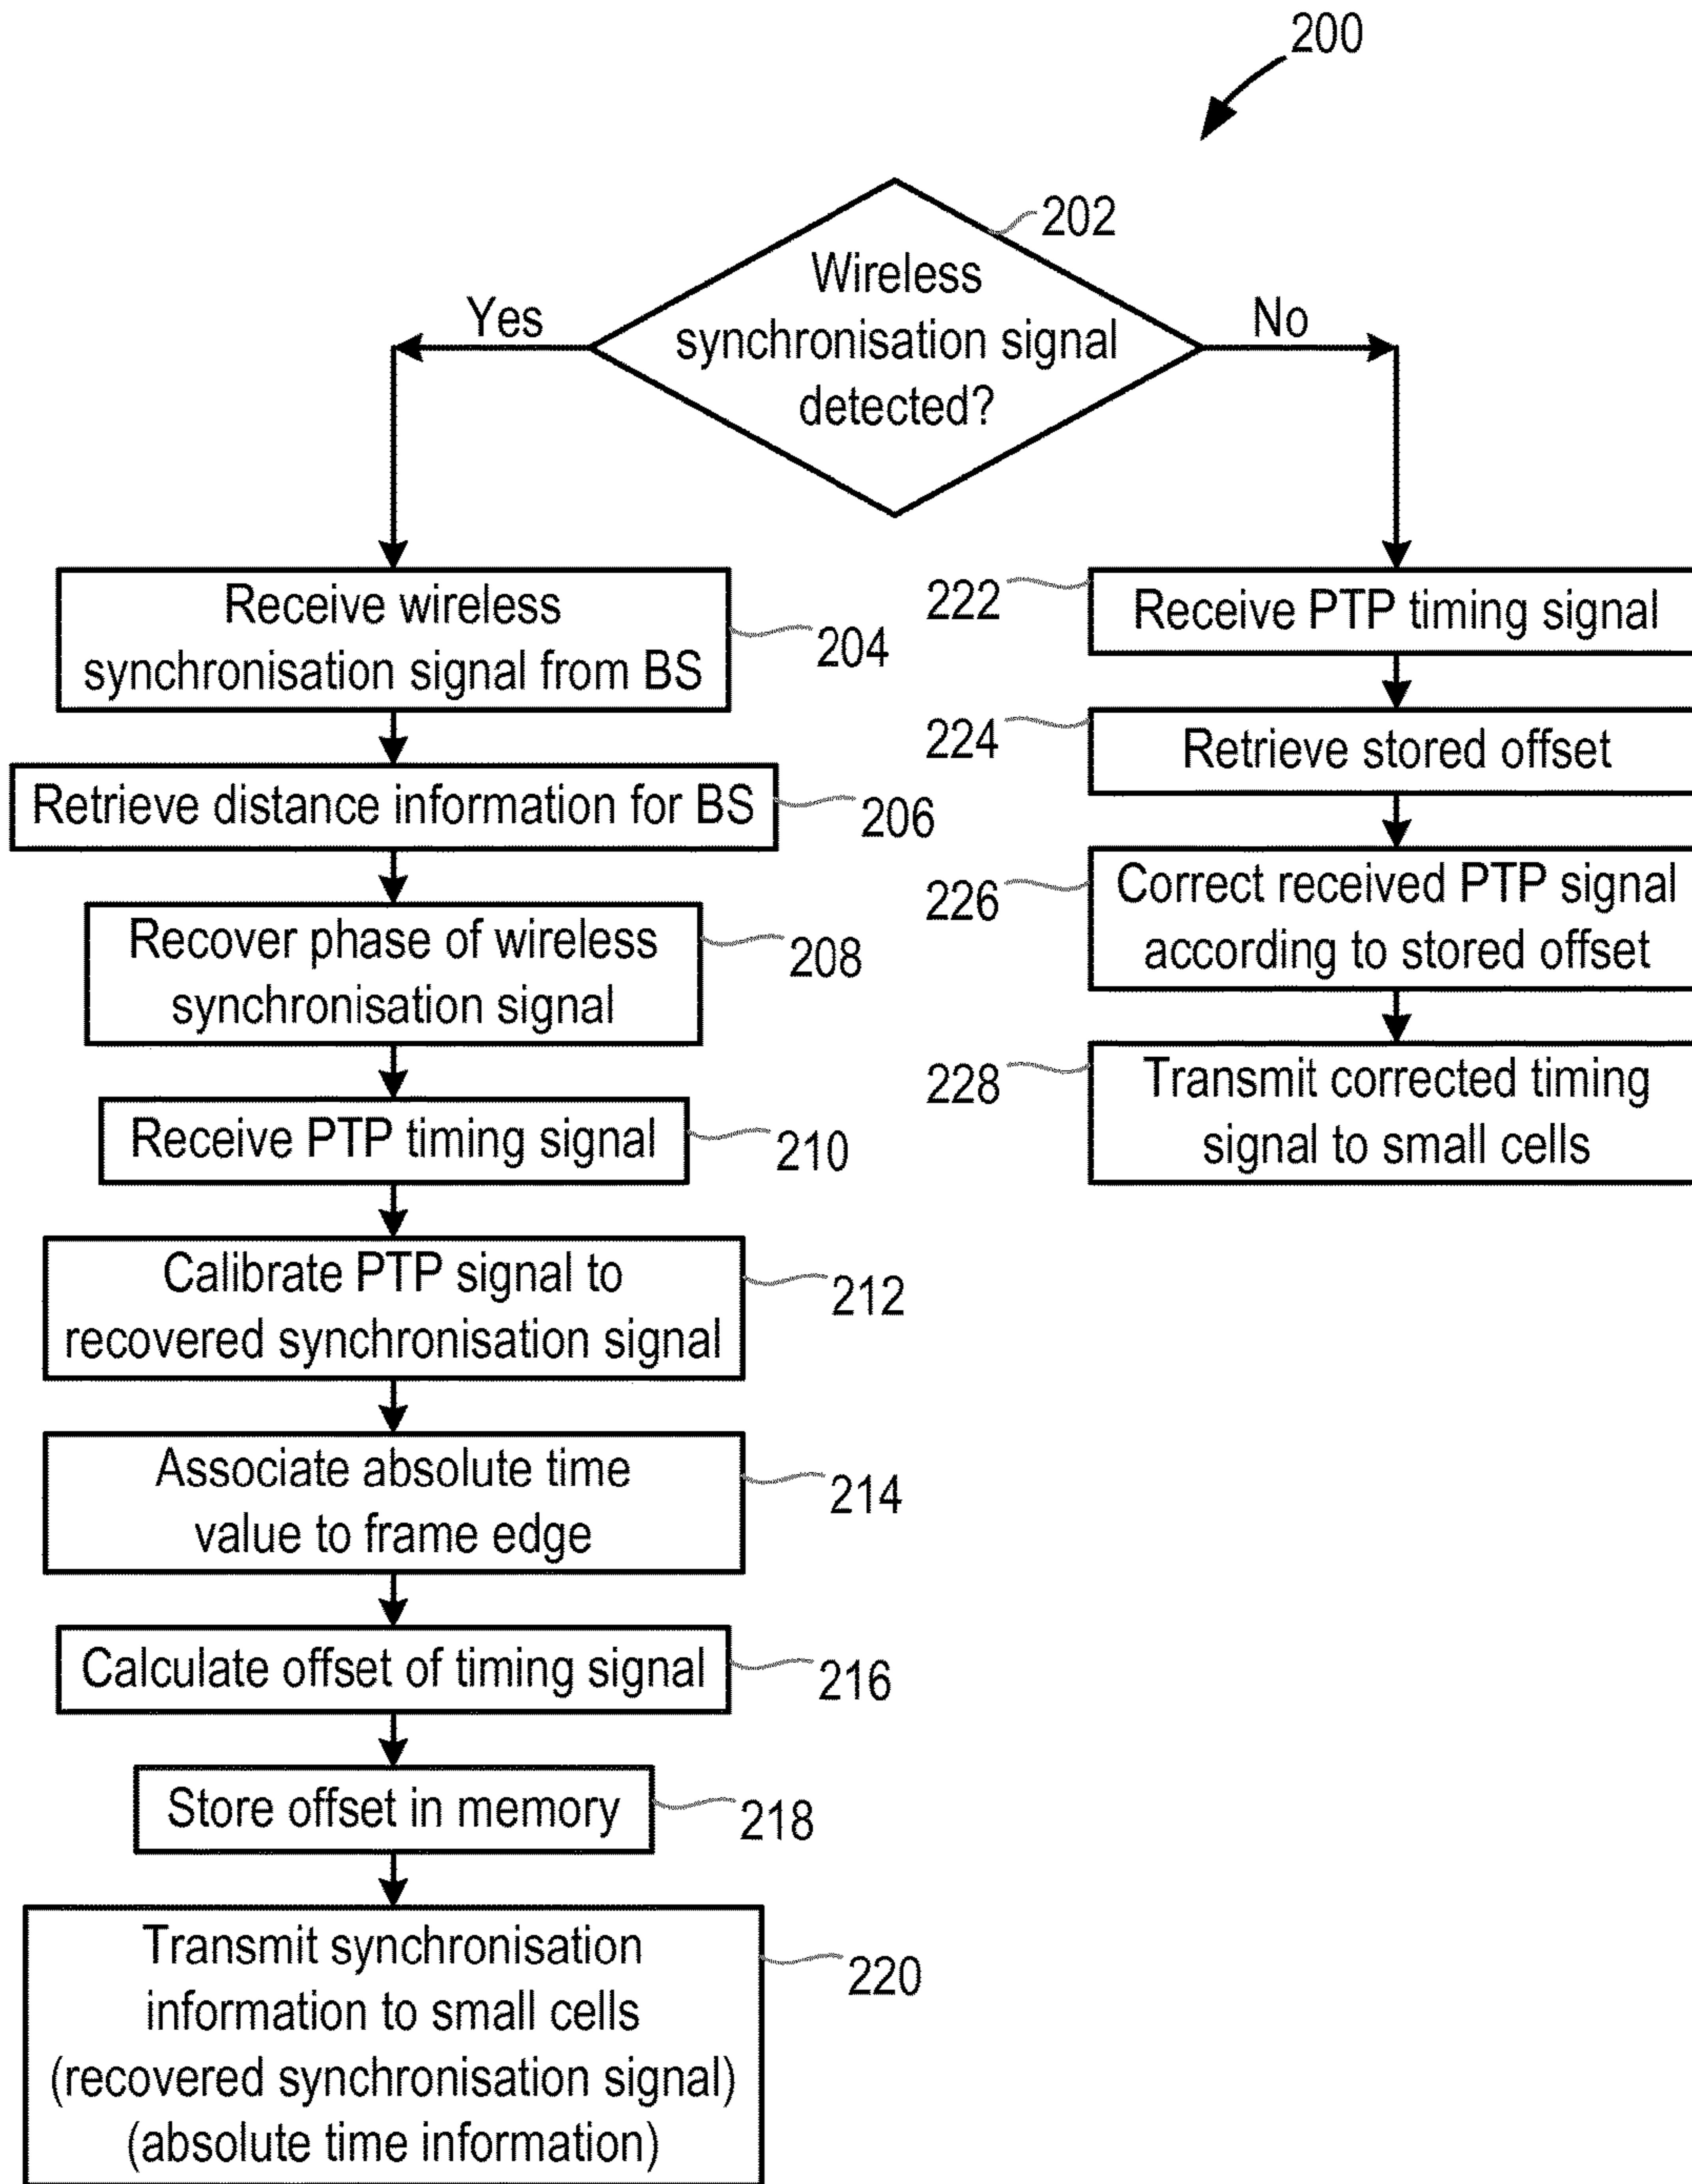 200
202
Wireless
synchronisation signal
detected?
Yes
No
Receive wireless
synchronisation signal from BS
204
Retrieve distance information for BS
206
Recover phase of wireless
synchronisation signal
208
Receive PTP timing signal
210
Calibrate PTP signal to
recovered synchronisation signal
212
Associate absolute time
value to frame edge
214
Calculate offset of timing signal
216
Store offset in memory
218
Transmit synchronisation
information to small cells
(recovered synchronisation signal)
(absolute time information)
220
222
Receive PTP timing signal
224
Retrieve stored offset
226
Correct received PTP signal
according to stored offset
228
Transmit corrected timing
signal to small cells